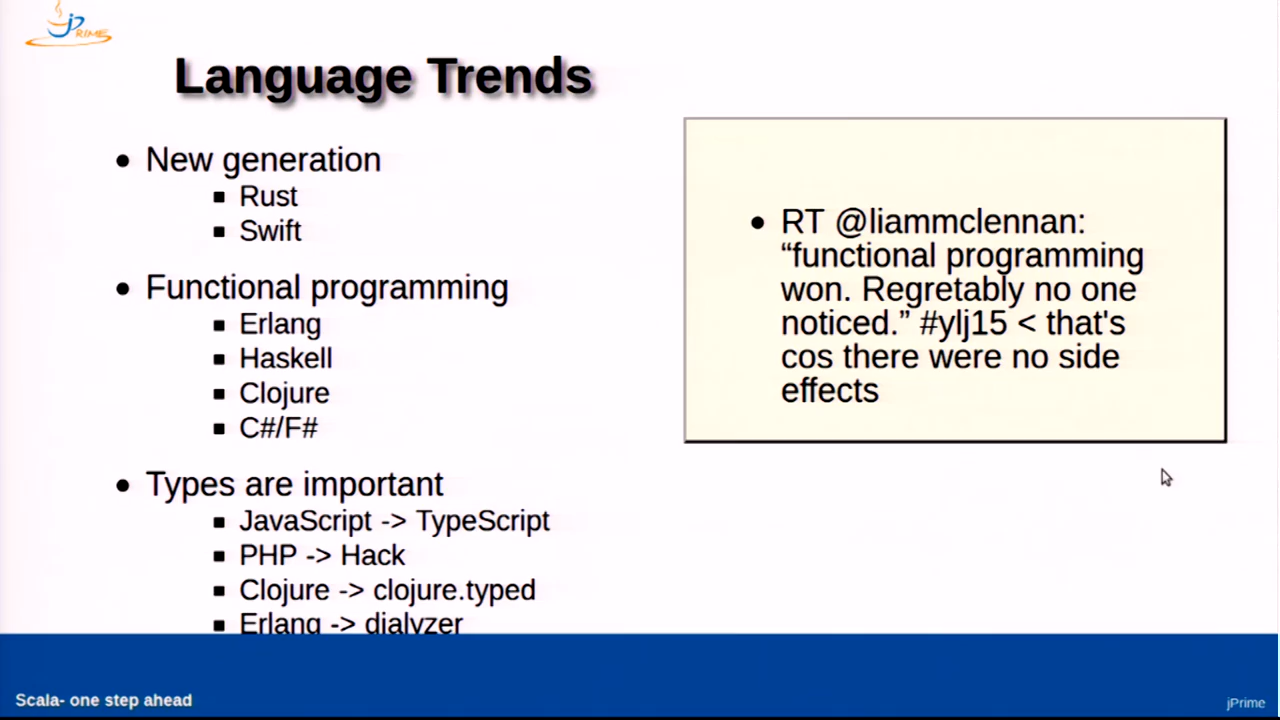 jPRIME
Language Trends
• New generation
▪ Rust
▪ Swift
• Functional programming
▪ Erlang
▪ Haskell
▪ Clojure
▪ C#/F#
• Types are important
▪ JavaScript -> TypeScript
▪ PHP -> Hack
▪ Clojure -> clojure.typed
▪ Erlang -> dialyzer
• RT @liammclennan:
“functional programming
won. Regretably no one
noticed.” #ylj15 < that's
cos there were no side
effects
Scala- one step ahead
jPrime